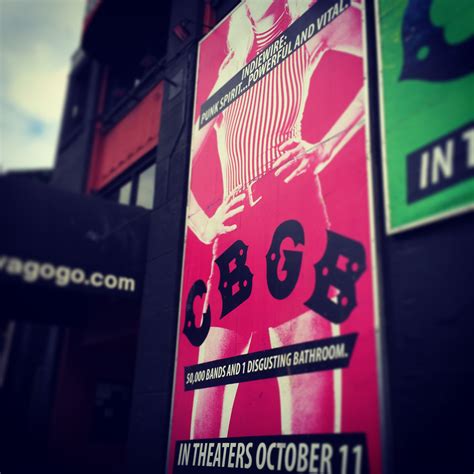 INDIEWIRE:
PUNK SPIRIT...POWERFUL AND VITAL.
CBGB
50,000 BANDS AND 1 DISGUSTING BATHROOM.
IN THEATERS OCTOBER 11
yagogo.com
C
IN T